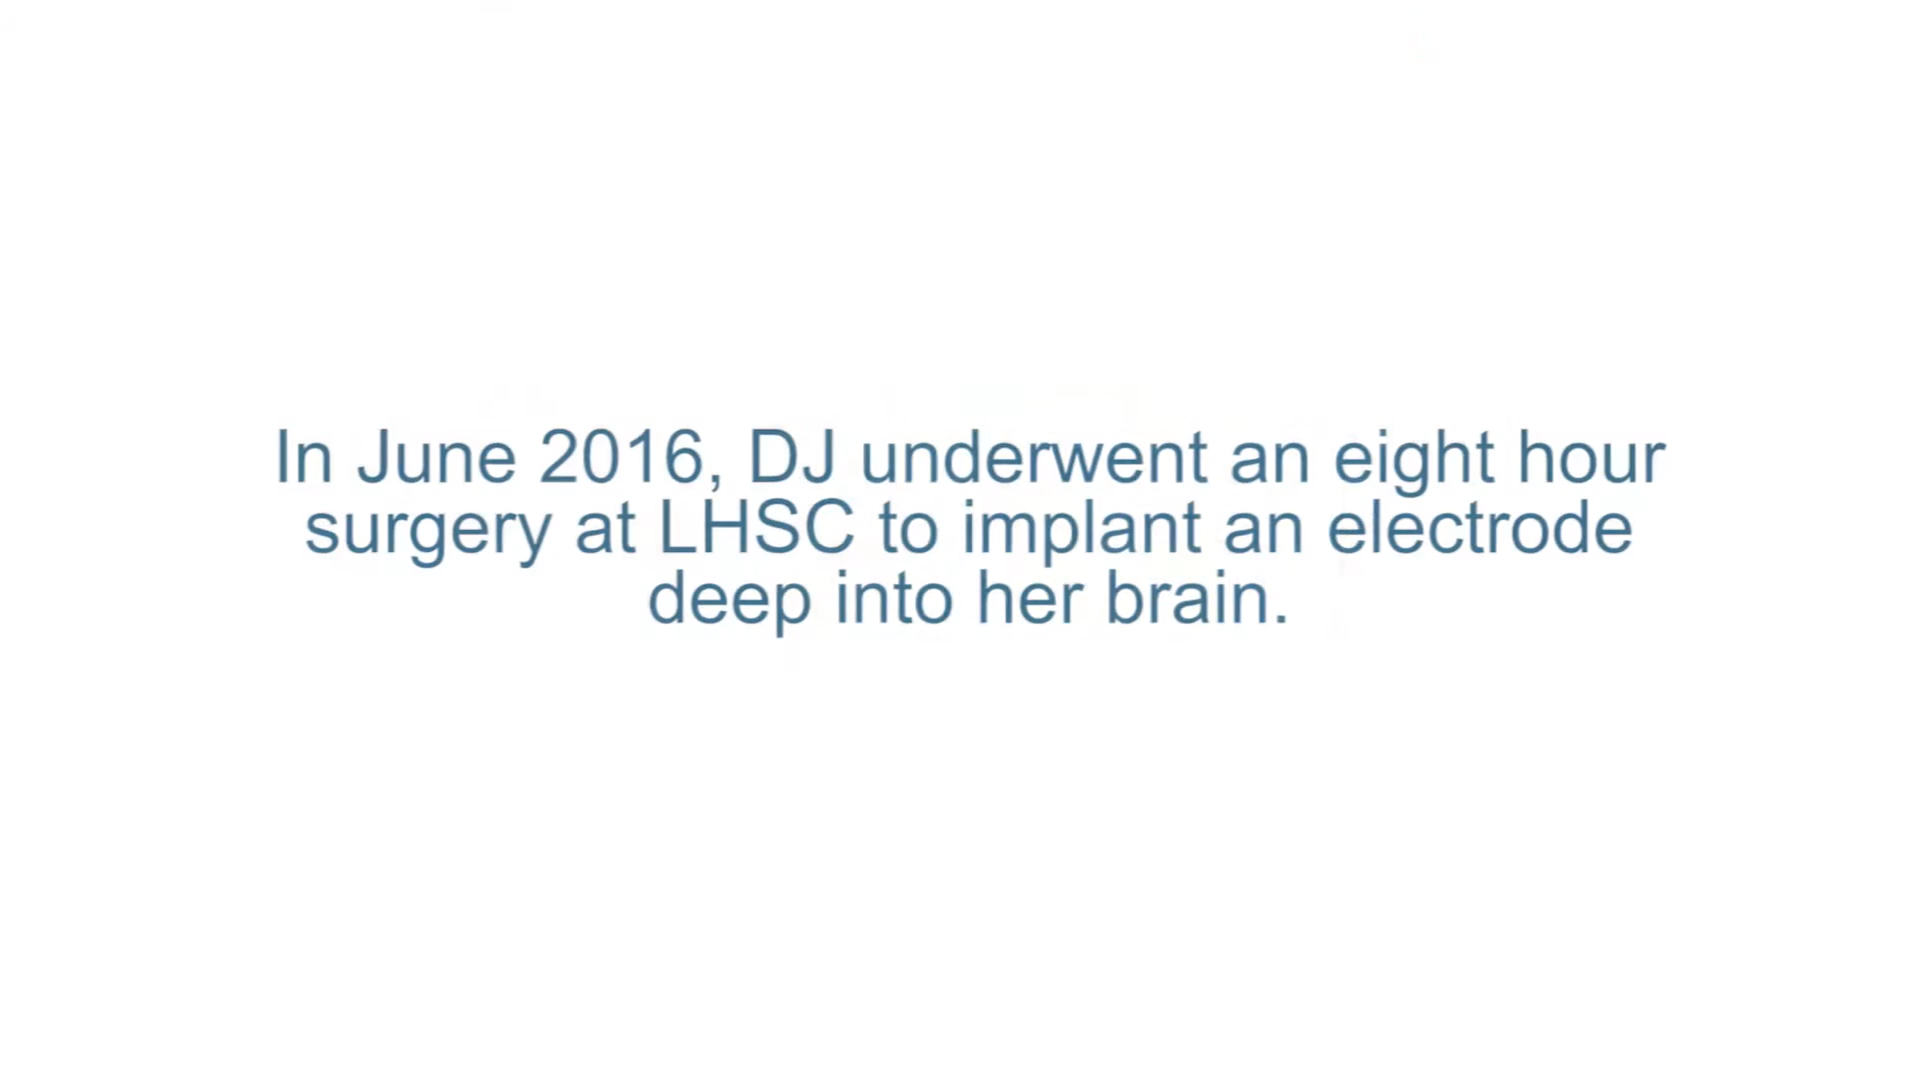 In June 2016, DJ underwent an eight hour
surgery at LHSC to implant an electrode
deep into her brain.